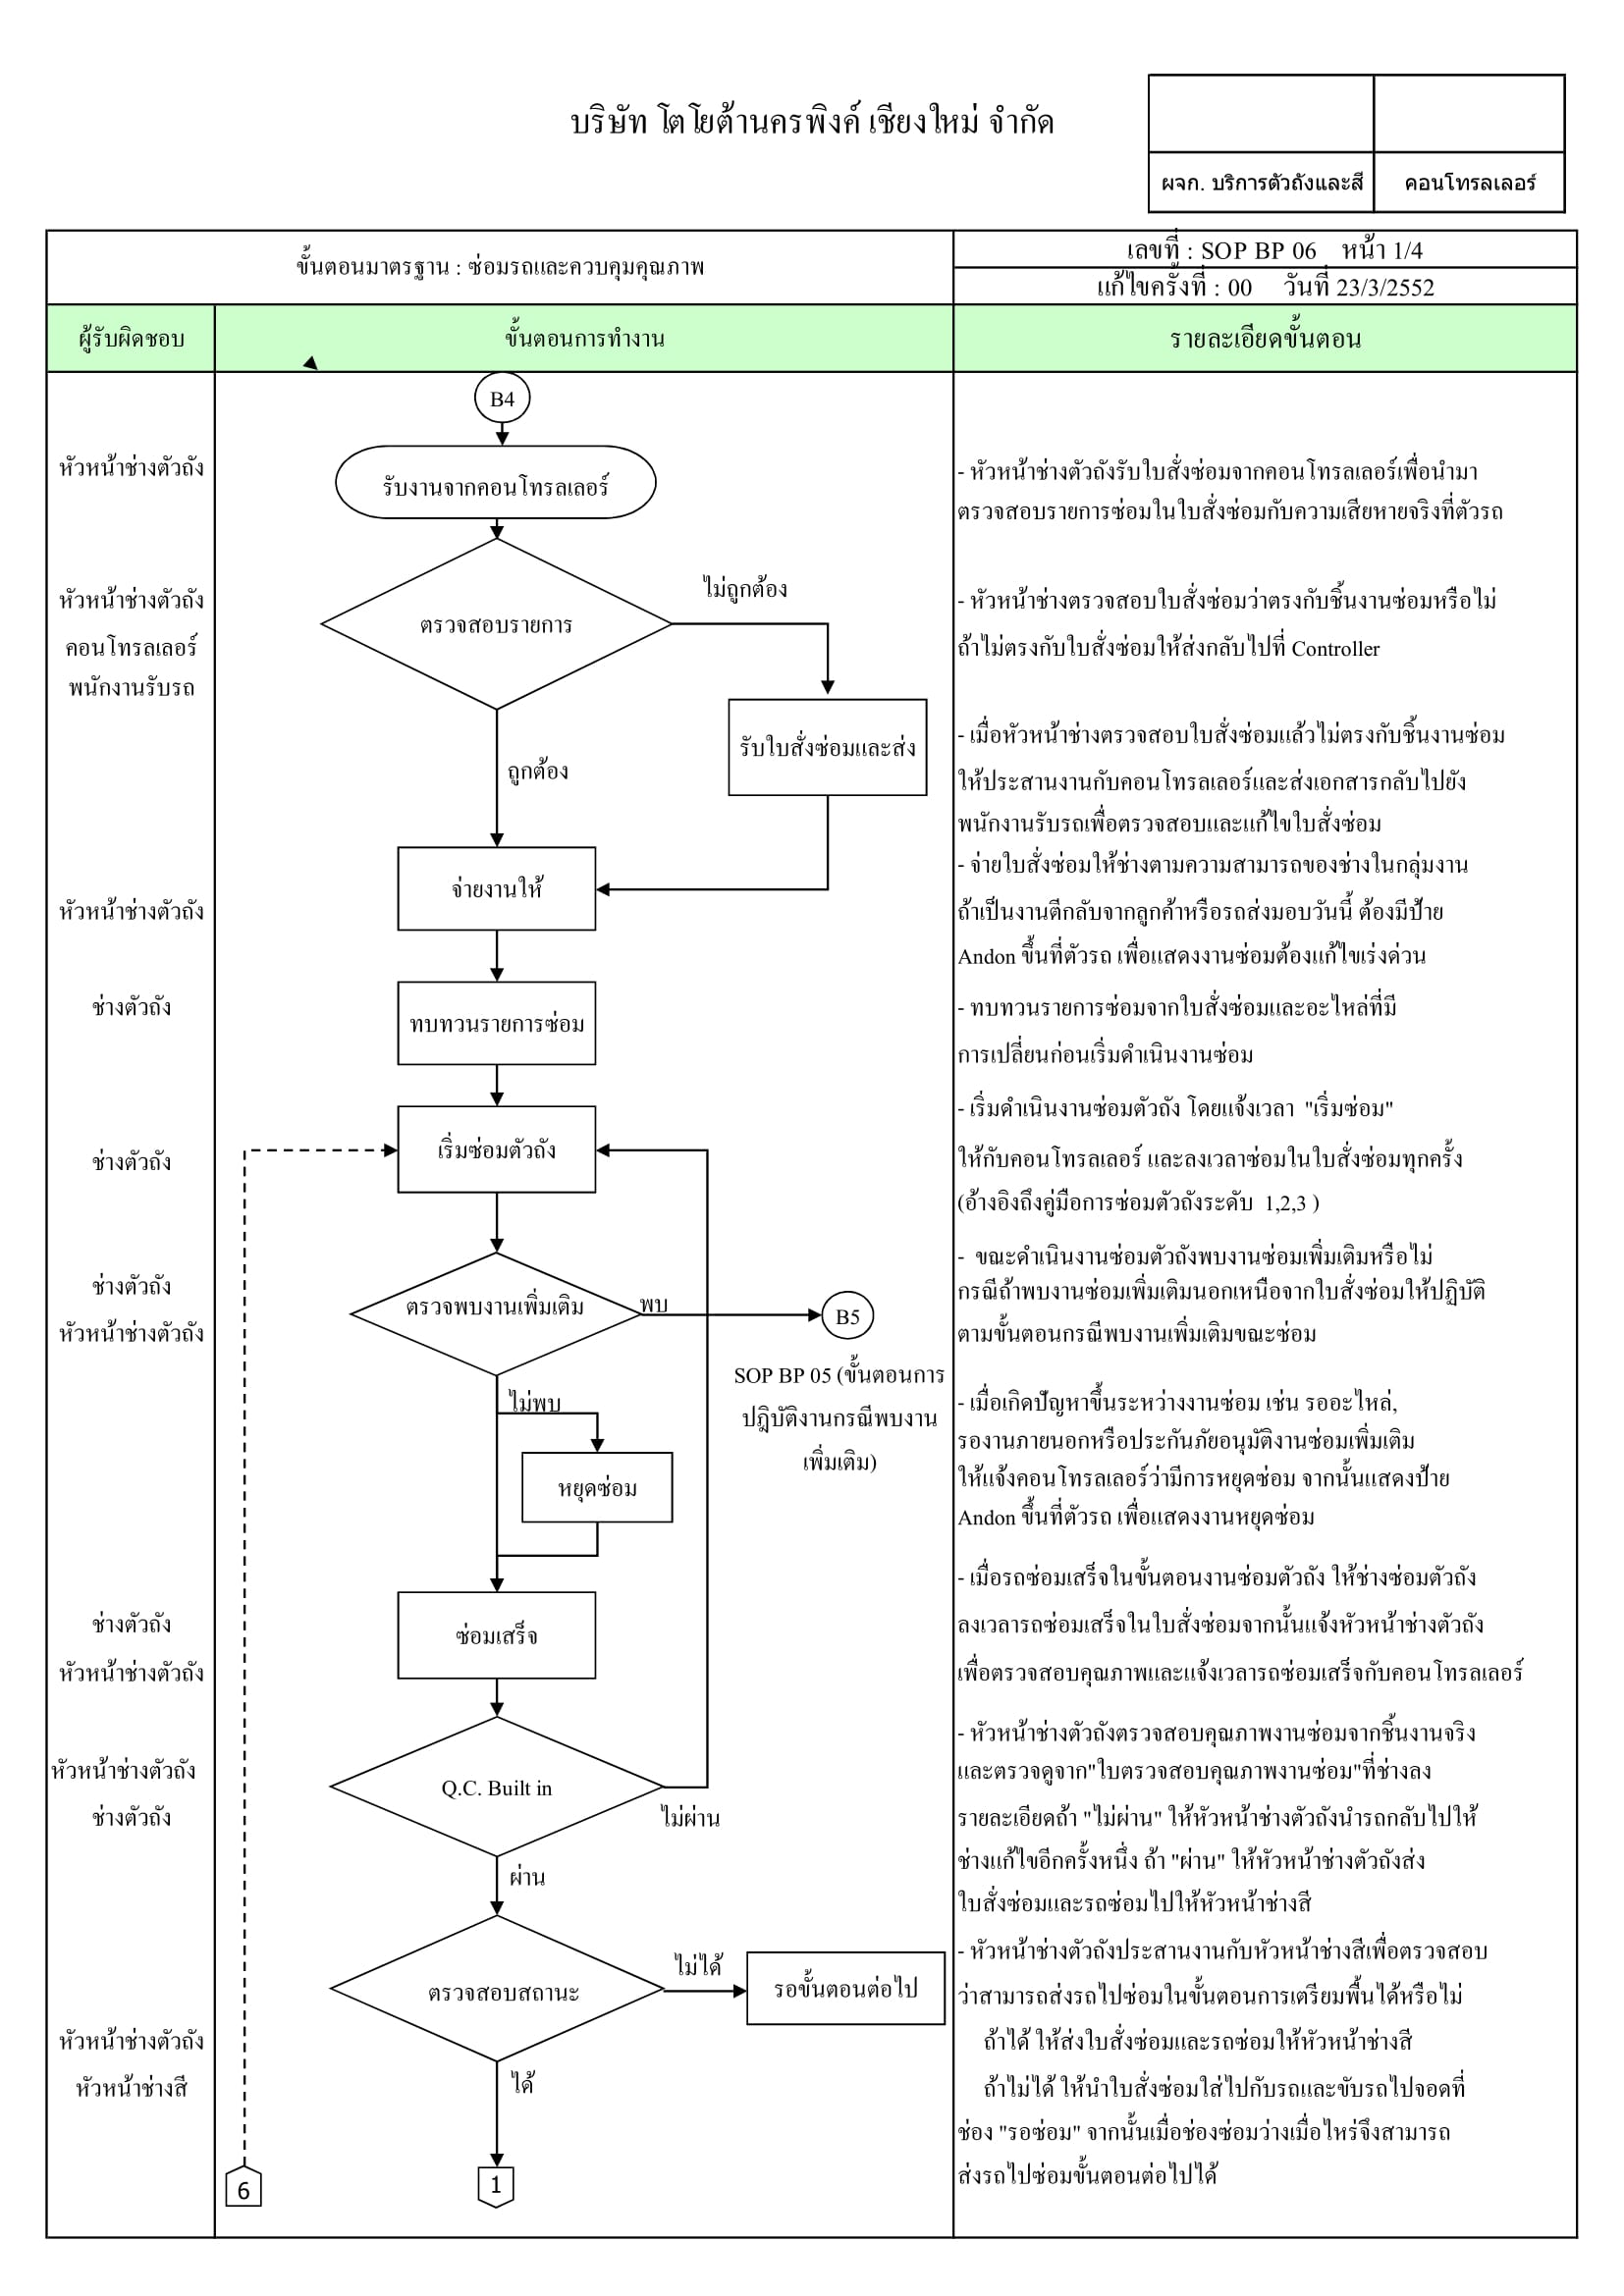 บริษัท โตโยต้านครพิงค์ เชียงใหม่ จำกัด
ผจก. บริการตัวถังและสี คอนโทรลเลอร์
ขั้นตอนมาตรฐาน : ซ่อมรถและควบคุมคุณภาพ
เลขที่ : SOP BP 06 หน้า 1/4
แก้ไขครั้งที่ : 00 วันที่ 23/3/2552
ผู้รับผิดชอบ ขั้นตอนการทำงาน รายละเอียดขั้นตอน
B4
หัวหน้าช่างตัวถัง
รับงานจากคอนโทรลเลอร์
- หัวหน้าช่างตัวถังรับใบสั่งซ่อมจากคอนโทรลเลอร์เพื่อนำมา
ตรวจสอบรายการซ่อมในใบสั่งซ่อมกับความเสียหายจริงที่ตัวรถ
หัวหน้าช่างตัวถัง
คอนโทรลเลอร์
พนักงานรับรถ
ตรวจสอบรายการ
ไม่ถูกต้อง
- หัวหน้าช่างตรวจสอบใบสั่งซ่อมว่าตรงกับชิ้นงานซ่อมหรือไม่
ถ้าไม่ตรงกับใบสั่งซ่อมให้ส่งกลับไปที่ Controller
รับใบสั่งซ่อมและส่ง
ถูกต้อง
- เมื่อหัวหน้าช่างตรวจสอบใบสั่งซ่อมแล้วไม่ตรงกับชิ้นงานซ่อม
ให้ประสานงานกับคอนโทรลเลอร์และส่งเอกสารกลับไปยัง
พนักงานรับรถเพื่อตรวจสอบและแก้ไขใบสั่งซ่อม
หัวหน้าช่างตัวถัง
จ่ายงานให้
- จ่ายใบสั่งซ่อมให้ช่างตามความสามารถของช่างในกลุ่มงาน
ถ้าเป็นงานตีกลับจากลูกค้าหรือรถส่งมอบวันนี้ ต้องมีป้าย
Andon ขึ้นที่ตัวรถ เพื่อแสดงงานซ่อมต้องแก้ไขเร่งด่วน
ช่างตัวถัง
ทบทวนรายการซ่อม
- ทบทวนรายการซ่อมจากใบสั่งซ่อมและอะไหล่ที่มี
การเปลี่ยนก่อนเริ่มดำเนินงานซ่อม
ช่างตัวถัง
เริ่มซ่อมตัวถัง
- เริ่มดำเนินงานซ่อมตัวถัง โดยแจ้งเวลา "เริ่มซ่อม"
ให้กับคอนโทรลเลอร์ และลงเวลาซ่อมในใบสั่งซ่อมทุกครั้ง
(อ้างอิงถึงคู่มือการซ่อมตัวถังระดับ 1,2,3 )
ช่างตัวถัง
หัวหน้าช่างตัวถัง
ตรวจพบงานเพิ่มเติม
พบ
B5
- ขณะดำเนินงานซ่อมตัวถังพบงานซ่อมเพิ่มเติมหรือไม่
กรณีถ้าพบงานซ่อมเพิ่มเติมนอกเหนือจากใบสั่งซ่อมให้ปฏิบัติ
ตามขั้นตอนกรณีพบงานเพิ่มเติมขณะซ่อม
SOP BP 05 (ขั้นตอนการ
ปฎิบัติงานกรณีพบงาน
เพิ่มเติม)
ไม่พบ
หยุดซ่อม
- เมื่อเกิดปัญหาขึ้นระหว่างงานซ่อม เช่น รออะไหล่,
รองานภายนอกหรือประกันภัยอนุมัติงานซ่อมเพิ่มเติม
ให้แจ้งคอนโทรลเลอร์ว่ามีการหยุดซ่อม จากนั้นแสดงป้าย
Andon ขึ้นที่ตัวรถ เพื่อแสดงงานหยุดซ่อม
ช่างตัวถัง
หัวหน้าช่างตัวถัง
ซ่อมเสร็จ
- เมื่อรถซ่อมเสร็จในขั้นตอนงานซ่อมตัวถัง ให้ช่างซ่อมตัวถัง
ลงเวลารถซ่อมเสร็จในใบสั่งซ่อมจากนั้นแจ้งหัวหน้าช่างตัวถัง
เพื่อตรวจสอบคุณภาพและแจ้งเวลารถซ่อมเสร็จกับคอนโทรลเลอร์
หัวหน้าช่างตัวถัง
ช่างตัวถัง
Q.C. Built in
ไม่ผ่าน
ผ่าน
- หัวหน้าช่างตัวถังตรวจสอบคุณภาพงานซ่อมจากชิ้นงานจริง
และตรวจดูจาก"ใบตรวจสอบคุณภาพงานซ่อม"ที่ช่างลง
รายละเอียดถ้า "ไม่ผ่าน" ให้หัวหน้าช่างตัวถังนำรถกลับไปให้
ช่างแก้ไขอีกครั้งหนึ่ง ถ้า "ผ่าน" ให้หัวหน้าช่างตัวถังส่ง
ใบสั่งซ่อมและรถซ่อมไปให้หัวหน้าช่างสี
หัวหน้าช่างตัวถัง
หัวหน้าช่างสี
ตรวจสอบสถานะ
ไม่ได้
รอขั้นตอนต่อไป
ได้
- หัวหน้าช่างตัวถังประสานงานกับหัวหน้าช่างสีเพื่อตรวจสอบ
ว่าสามารถส่งรถไปซ่อมในขั้นตอนการเตรียมพื้นได้หรือไม่
ถ้าได้ ให้ส่งใบสั่งซ่อมและรถซ่อมให้หัวหน้าช่างสี
ถ้าไม่ได้ ให้นำใบสั่งซ่อมใส่ไปกับรถและขับรถไปจอดที่
ช่อง "รอซ่อม" จากนั้นเมื่อช่องซ่อมว่างเมื่อไหร่จึงสามารถ
ส่งรถไปซ่อมขั้นตอนต่อไปได้
6 1